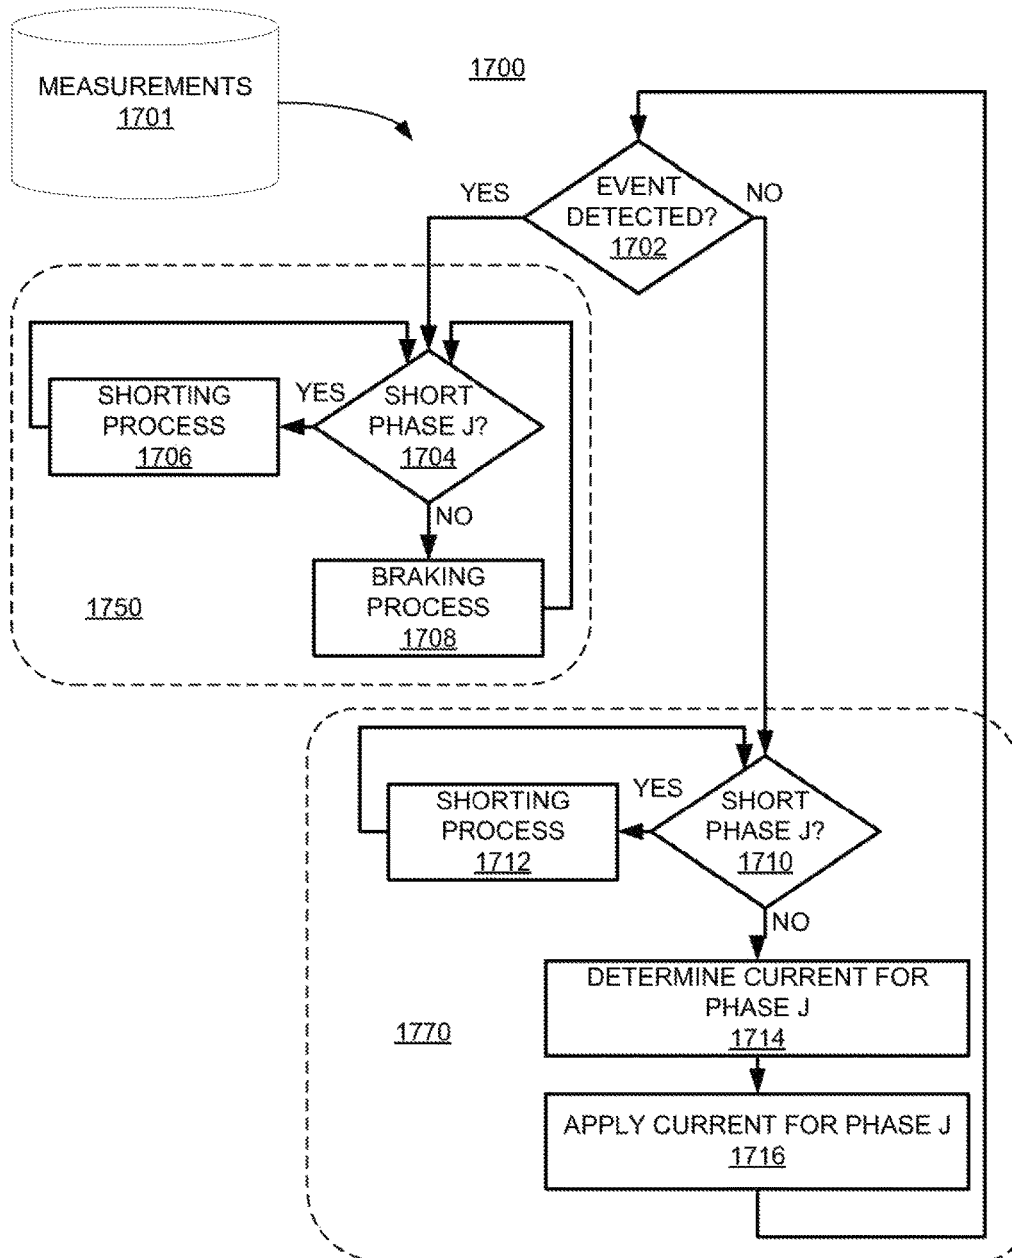 MEASUREMENTS
1701
1700
EVENT
DETECTED?
1702
YES
NO
SHORT
PHASE J?
1704
YES
NO
SHORTING
PROCESS
1706
BRAKING
PROCESS
1708
1750
SHORT
PHASE J?
1710
YES
NO
SHORTING
PROCESS
1712
DETERMINE CURRENT FOR
PHASE J
1714
1770
APPLY CURRENT FOR PHASE J
1716